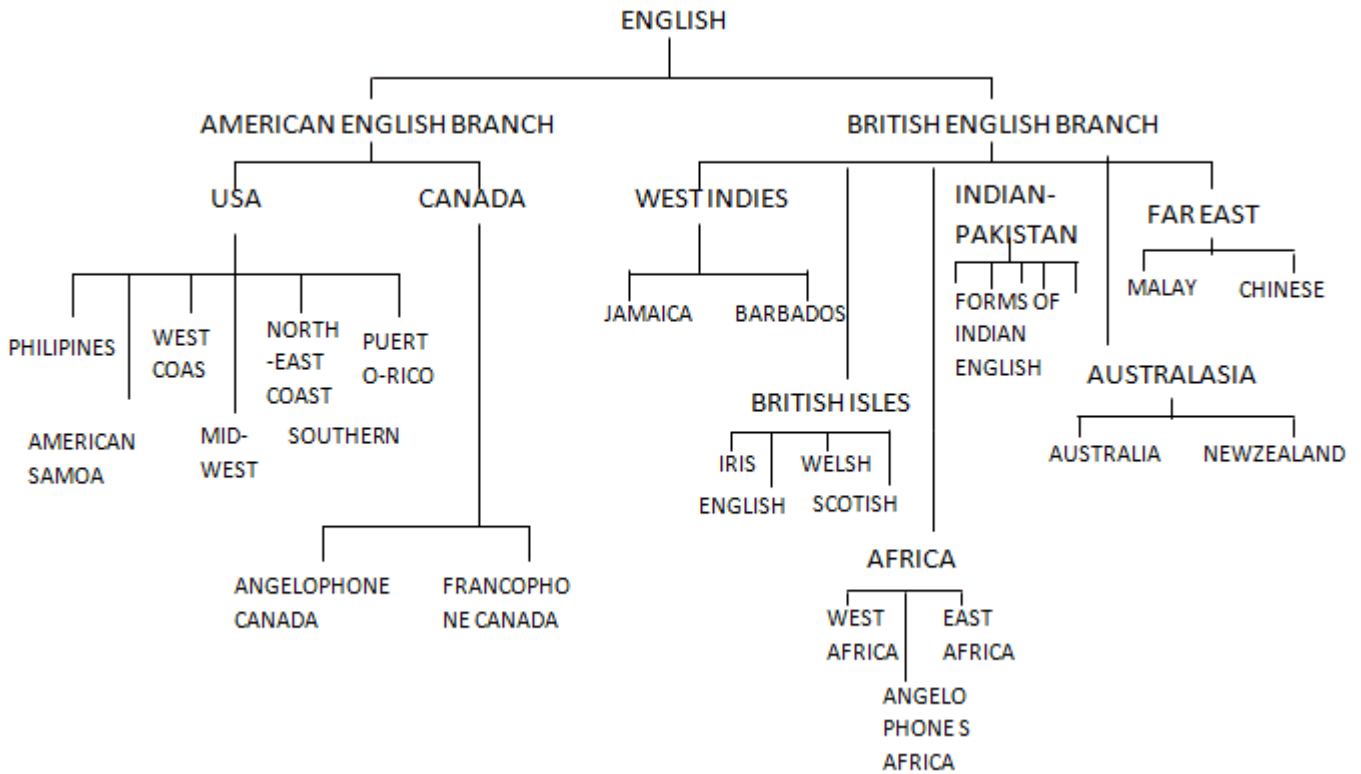 ENGLISH
AMERICAN ENGLISH BRANCH
BRITISH ENGLISH BRANCH
USA
CANADA
WEST INDIES
INDIAN-
PAKISTAN
FAR EAST
PHILIPINES
AMERICAN
SAMOA
WEST
COAS
MID-
WEST
NORTH
-EAST
COAST
SOUTHERN
PUERT
O-RICO
ANGELOPHONE
CANADA
FRANCOPHO
NE CANADA
JAMAICA
BARBADOS
BRITISH ISLES
IRIS
ENGLISH
WELSH
SCOTISH
AFRICA
WEST
AFRICA
ANGELO
PHONE S
AFRICA
EAST
AFRICA
FORMS OF
INDIAN
ENGLISH
AUSTRALASIA
AUSTRALIA
NEWZEALAND
MALAY
CHINESE